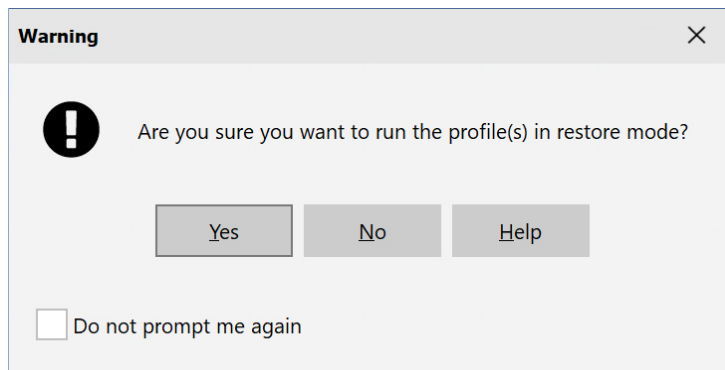 Warning
Are you sure you want to run the profile(s) in restore mode?
Yes No Help
Do not prompt me again